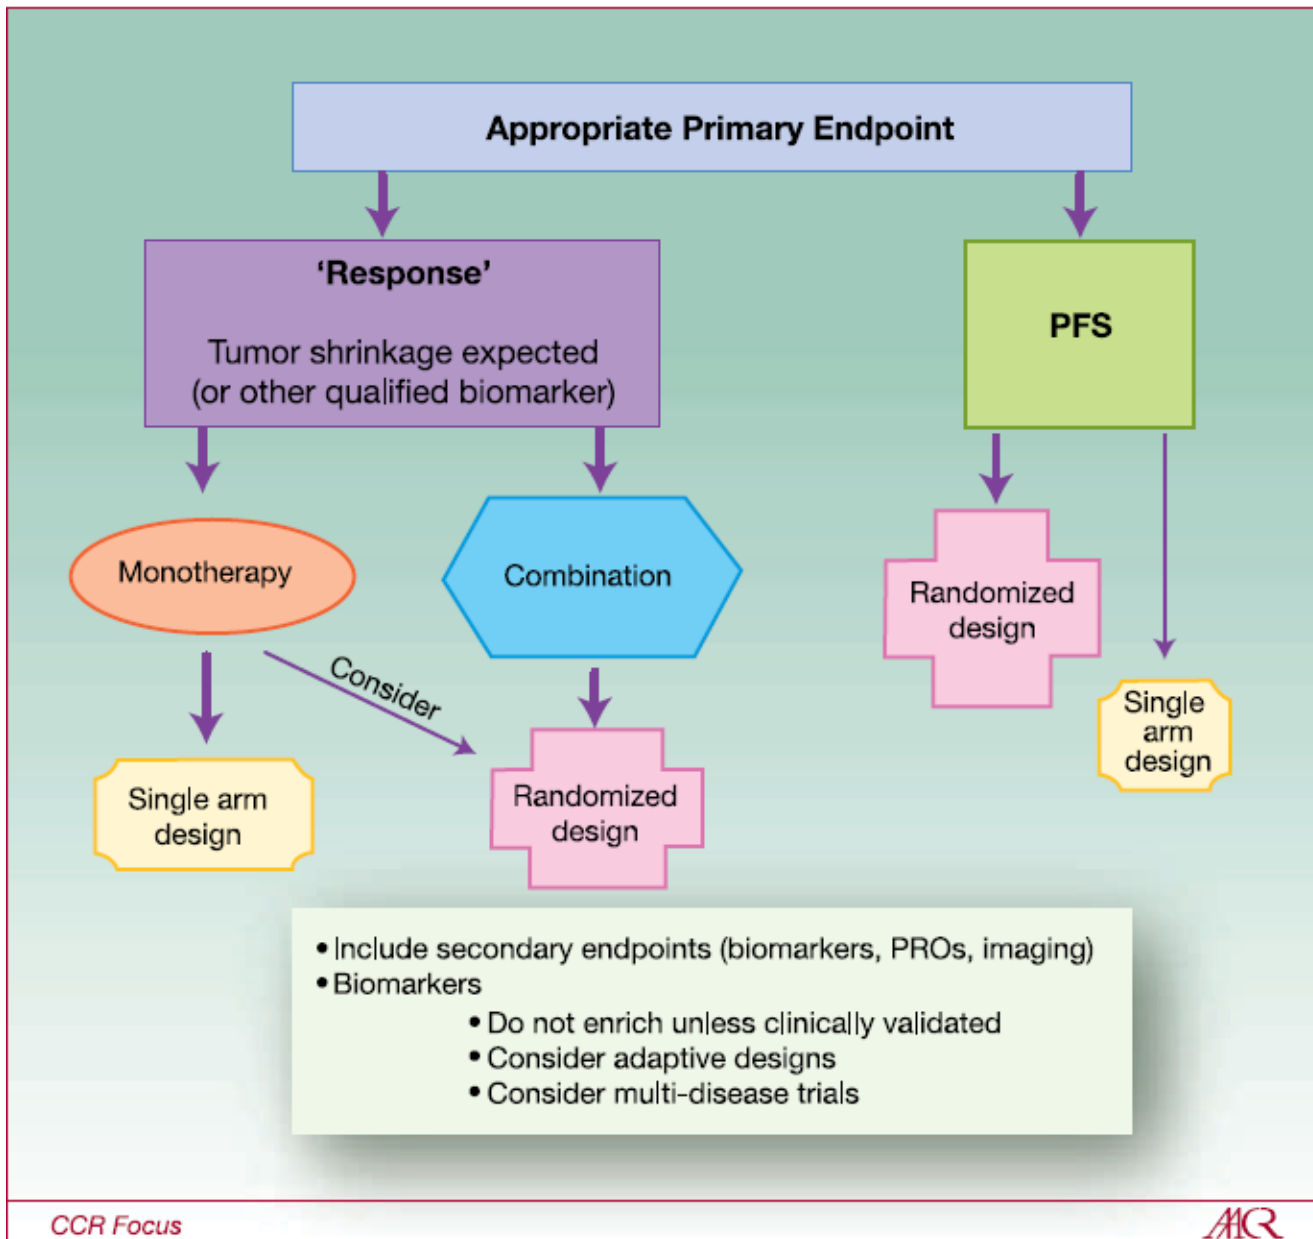 Appropriate Primary Endpoint
‘Response’
Tumor shrinkage expected
(or other qualified biomarker)
PFS
Monotherapy
Combination
Randomized
design
Consider
Single
arm
design
Single arm
design
Randomized
design
• Include secondary endpoints (biomarkers, PROs, imaging)
• Biomarkers
• Do not enrich unless clinically validated
• Consider adaptive designs
• Consider multi-disease trials
CCR Focus
AACR